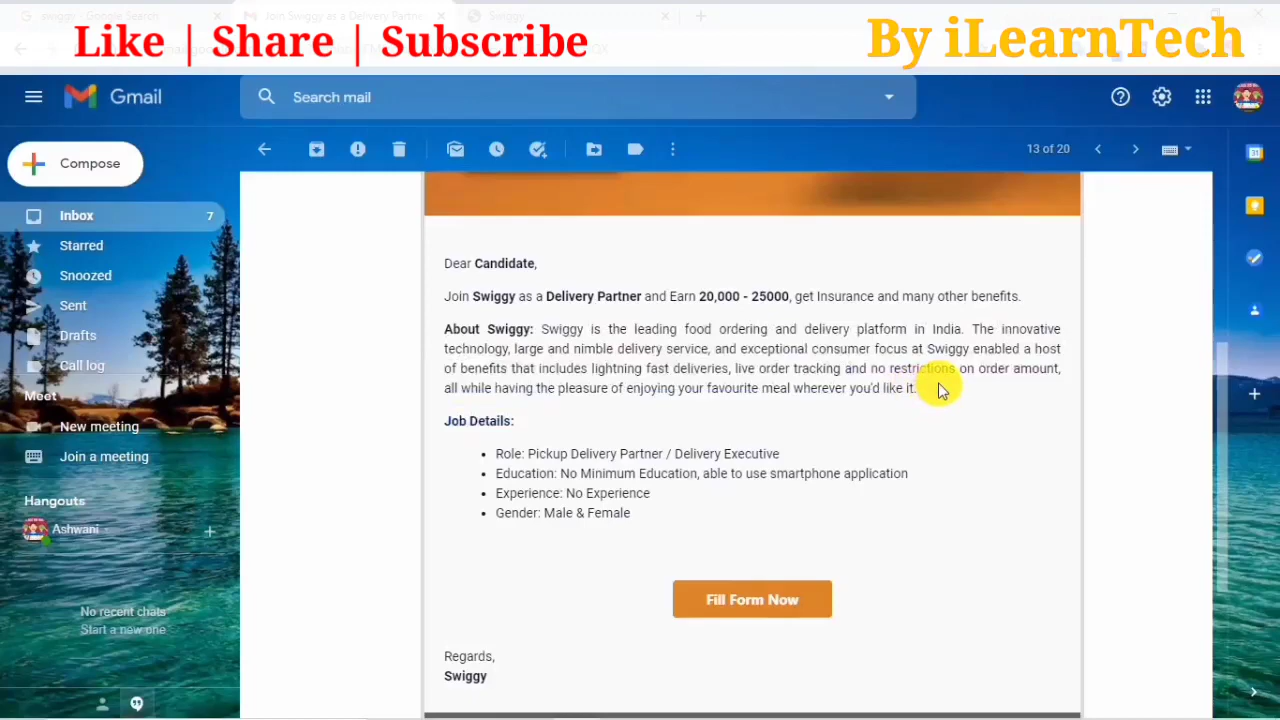 Like | Share | Subscribe
By iLearnTech
Gmail
Search mail
Compose
13 of 20
Inbox 7
Starred
Snoozed
Sent
Drafts
Call log
Meet
New meeting
Join a meeting
Hangouts
Ashwani
No recent chats
Start a new one
Dear Candidate,
Join Swiggy as a Delivery Partner and Earn 20,000 - 25000, get Insurance and many other benefits.
About Swiggy: Swiggy is the leading food ordering and delivery platform in India. The innovative
technology, large and nimble delivery service, and exceptional consumer focus at Swiggy enabled a host
of benefits that includes lightning fast deliveries, live order tracking and no restrictions on order amount,
all while having the pleasure of enjoying your favourite meal wherever you'd like it.
Job Details:
• Role: Pickup Delivery Partner / Delivery Executive
• Education: No Minimum Education, able to use smartphone application
• Experience: No Experience
• Gender: Male & Female
Fill Form Now
Regards,
Swiggy